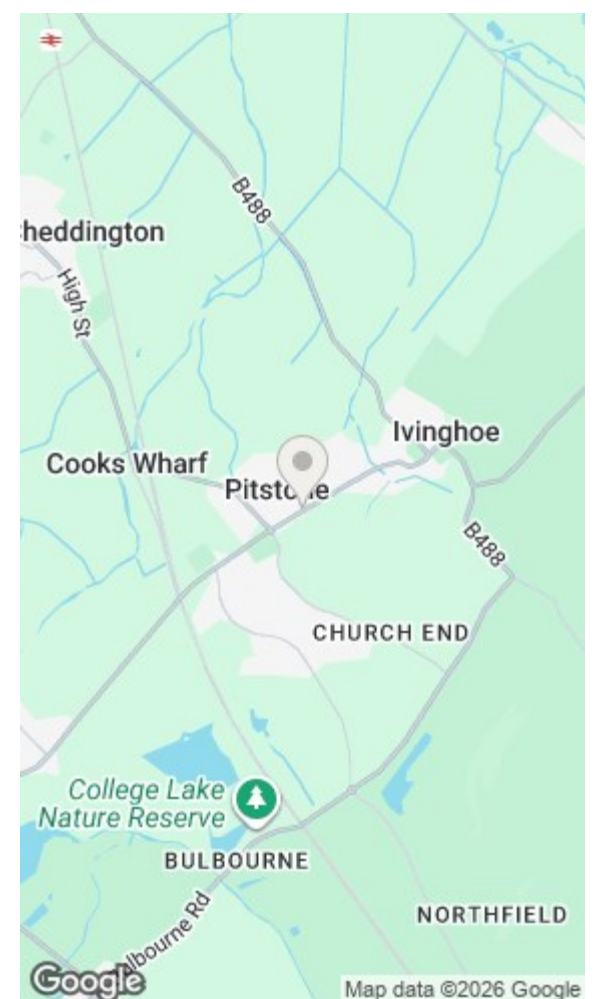 B488
heddington
High St
Ivinghoe
Cooks Wharf
Pitsto e
B488
CHURCH END
College Lake
Nature Reserve
BULBOURNE
NORTHFIELD
lbourne Rd
Google
Map data ©2026 Google